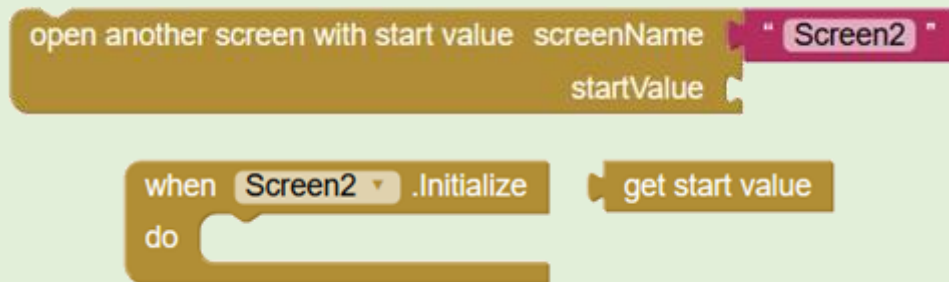 open another screen with start value screenName " Screen2 "
startValue
when Screen2 .Initialize get start value
do